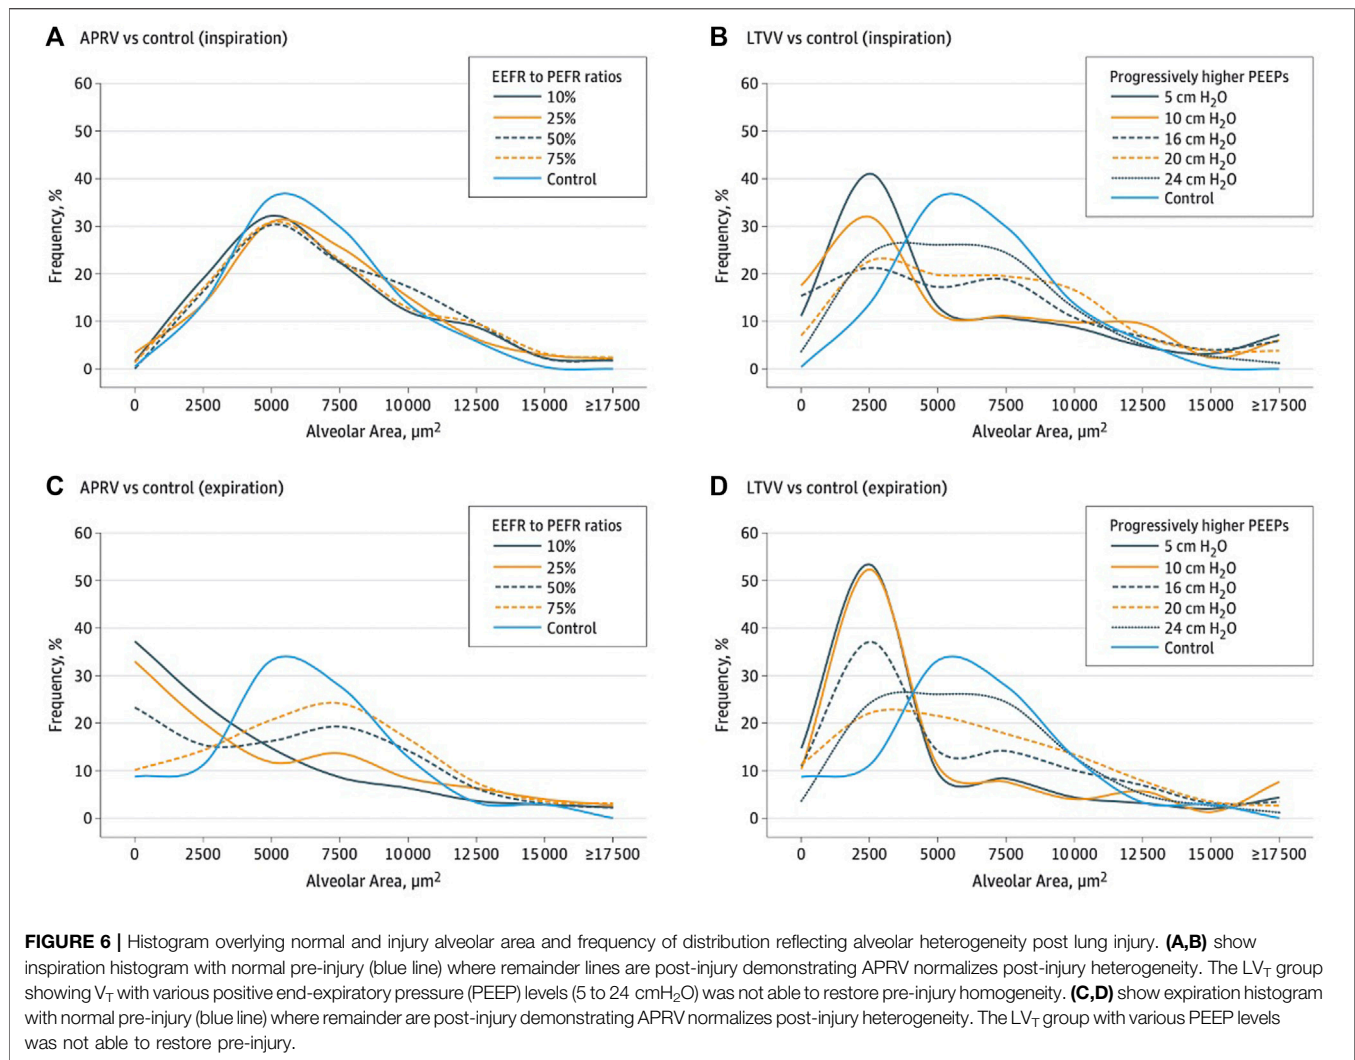 A APRV vs control (inspiration)
Frequency, %
60
50
40
30
20
10
0
EEFR to PEFR ratios
10%
25%
50%
75%
Control
0 2500 5000 7500 10000 12500 15000 ≥17500
Alveolar Area, µm²
B LTVV vs control (inspiration)
Frequency, %
60
50
40
30
20
10
0
Progressively higher PEEPs
5 cm H₂O
10 cm H₂O
16 cm H₂O
20 cm H₂O
24 cm H₂O
Control
0 2500 5000 7500 10000 12500 15000 ≥17500
Alveolar Area, µm²
C APRV vs control (expiration)
Frequency, %
60
50
40
30
20
10
0
EEFR to PEFR ratios
10%
25%
50%
75%
Control
0 2500 5000 7500 10000 12500 15000 ≥17500
Alveolar Area, µm²
D LTVV vs control (expiration)
Frequency, %
60
50
40
30
20
10
0
Progressively higher PEEPs
5 cm H₂O
10 cm H₂O
16 cm H₂O
20 cm H₂O
24 cm H₂O
Control
0 2500 5000 7500 10000 12500 15000 ≥17500
Alveolar Area, µm²
FIGURE 6 | Histogram overlying normal and injury alveolar area and frequency of distribution reflecting alveolar heterogeneity post lung injury. (A,B) show
inspiration histogram with normal pre-injury (blue line) where remainder lines are post-injury demonstrating APRV normalizes post-injury heterogeneity. The LV_T group
showing V_T with various positive end-expiratory pressure (PEEP) levels (5 to 24 cmH₂O) was not able to restore pre-injury homogeneity. (C,D) show expiration histogram
with normal pre-injury (blue line) where remainder are post-injury demonstrating APRV normalizes post-injury heterogeneity. The LV_T group with various PEEP levels
was not able to restore pre-injury.